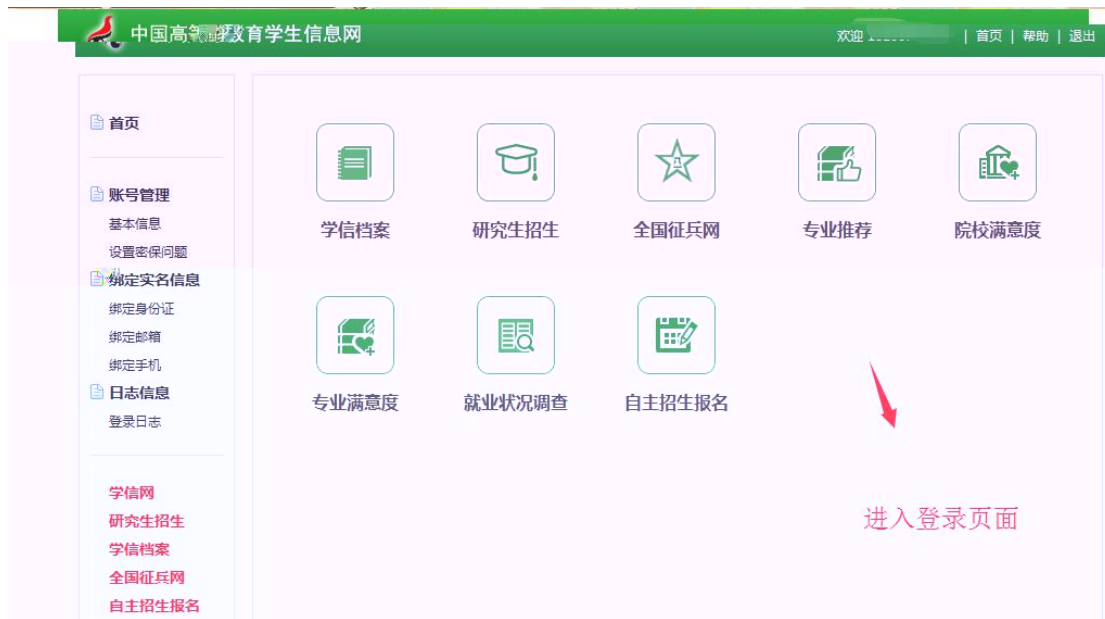 中国高等教育学生信息网
欢迎 | 首页 | 帮助 | 退出
首页
账号管理
基本信息
设置密保问题
绑定实名信息
绑定身份证
绑定邮箱
绑定手机
日志信息
登录日志
学信网
研究生招生
学信档案
全国征兵网
自主招生报名
学信档案
研究生招生
全国征兵网
专业推荐
院校满意度
专业满意度
就业状况调查
自主招生报名
进入登录页面